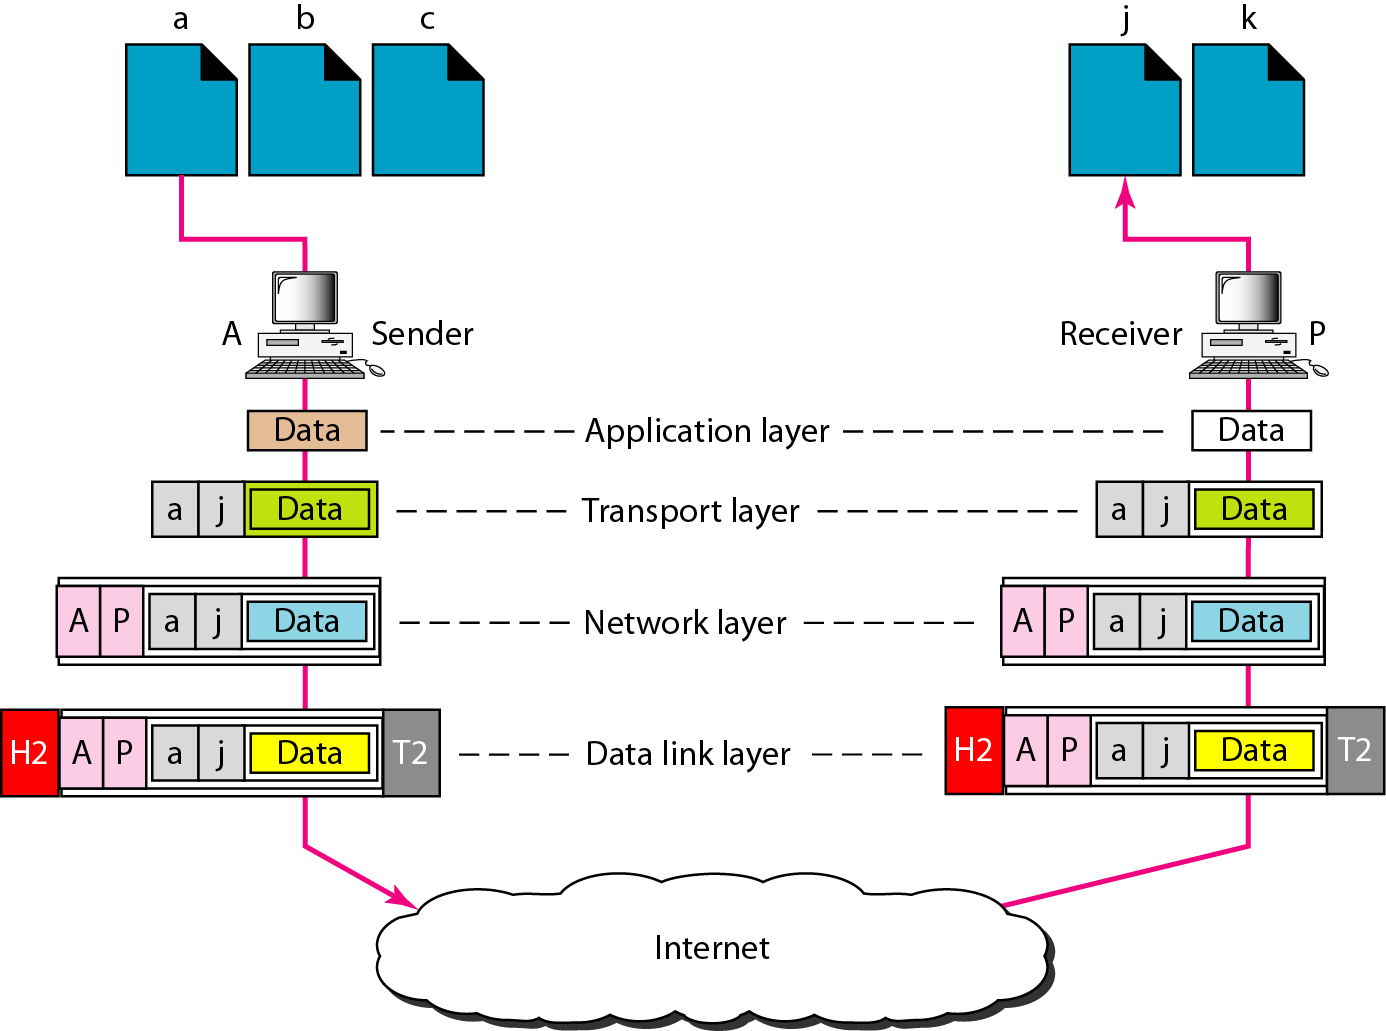 a b c j k
A Sender Receiver P
Data Application layer Data
a j Data Transport layer a j Data
A P a j Data Network layer A P a j Data
H2 A P a j Data T2 Data link layer H2 A P a j Data T2
Internet